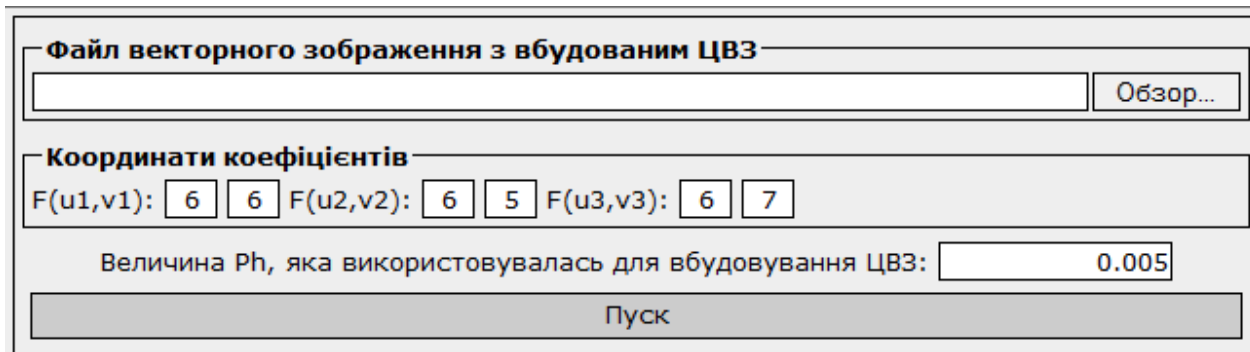 Файл векторного зображення з вбудованим ЦВЗ
Обзор...
Координати коефіцієнтів
F(u1,v1): 6 6 F(u2,v2): 6 5 F(u3,v3): 6 7
Величина Ph, яка використовувалась для вбудовування ЦВЗ: 0.005
Пуск